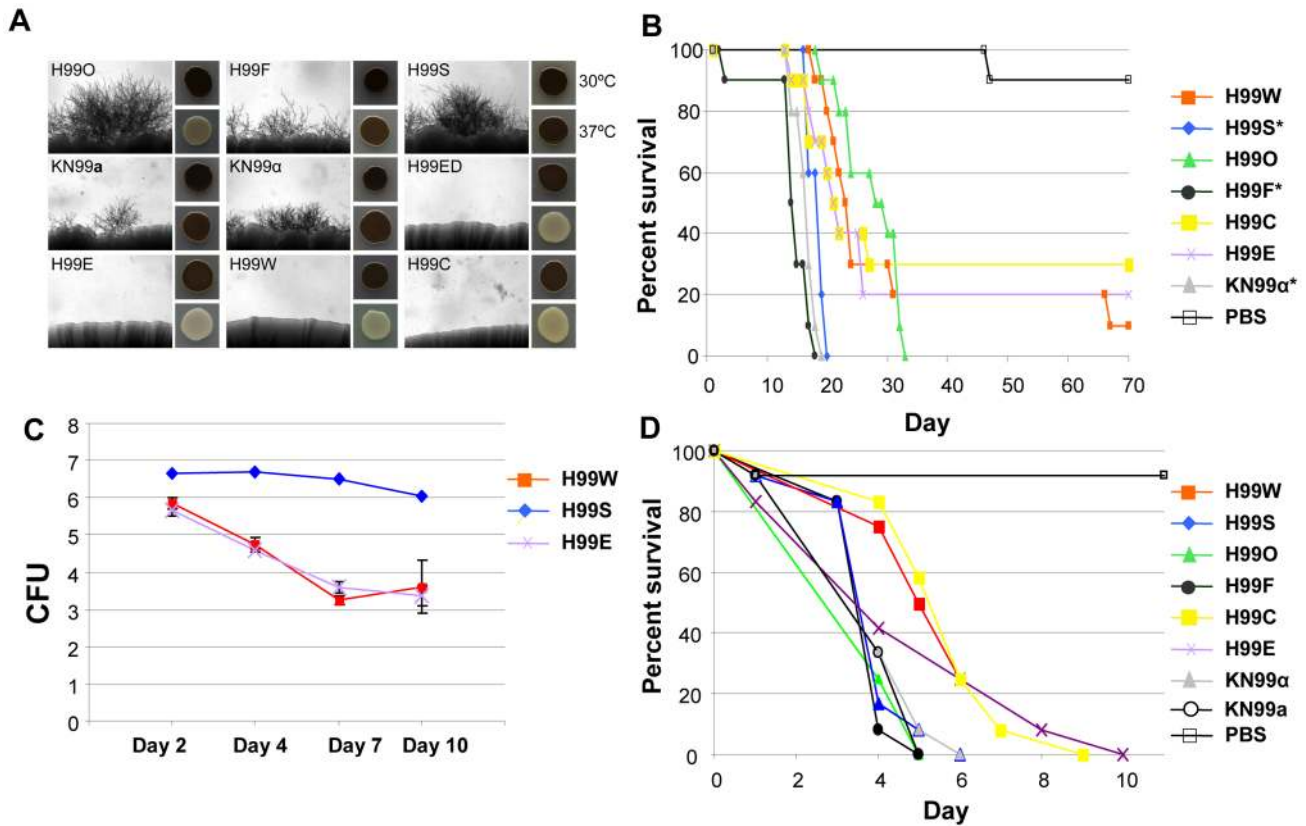 A
H99O H99F H99S
30ºC
37ºC
KN99a KN99α H99ED
H99E H99W H99C
B
Percent survival
100
80
60
40
20
0
0 10 20 30 40 50 60 70
Day
H99W
H99S*
H99O
H99F*
H99C
H99E
KN99α*
PBS
C
CFU
8
7
6
5
4
3
2
1
0
Day 2 Day 4 Day 7 Day 10
H99W
H99S
H99E
D
Percent survival
100
80
60
40
20
0
0 2 4 6 8 10
Day
H99W
H99S
H99O
H99F
H99C
H99E
KN99α
KN99a
PBS